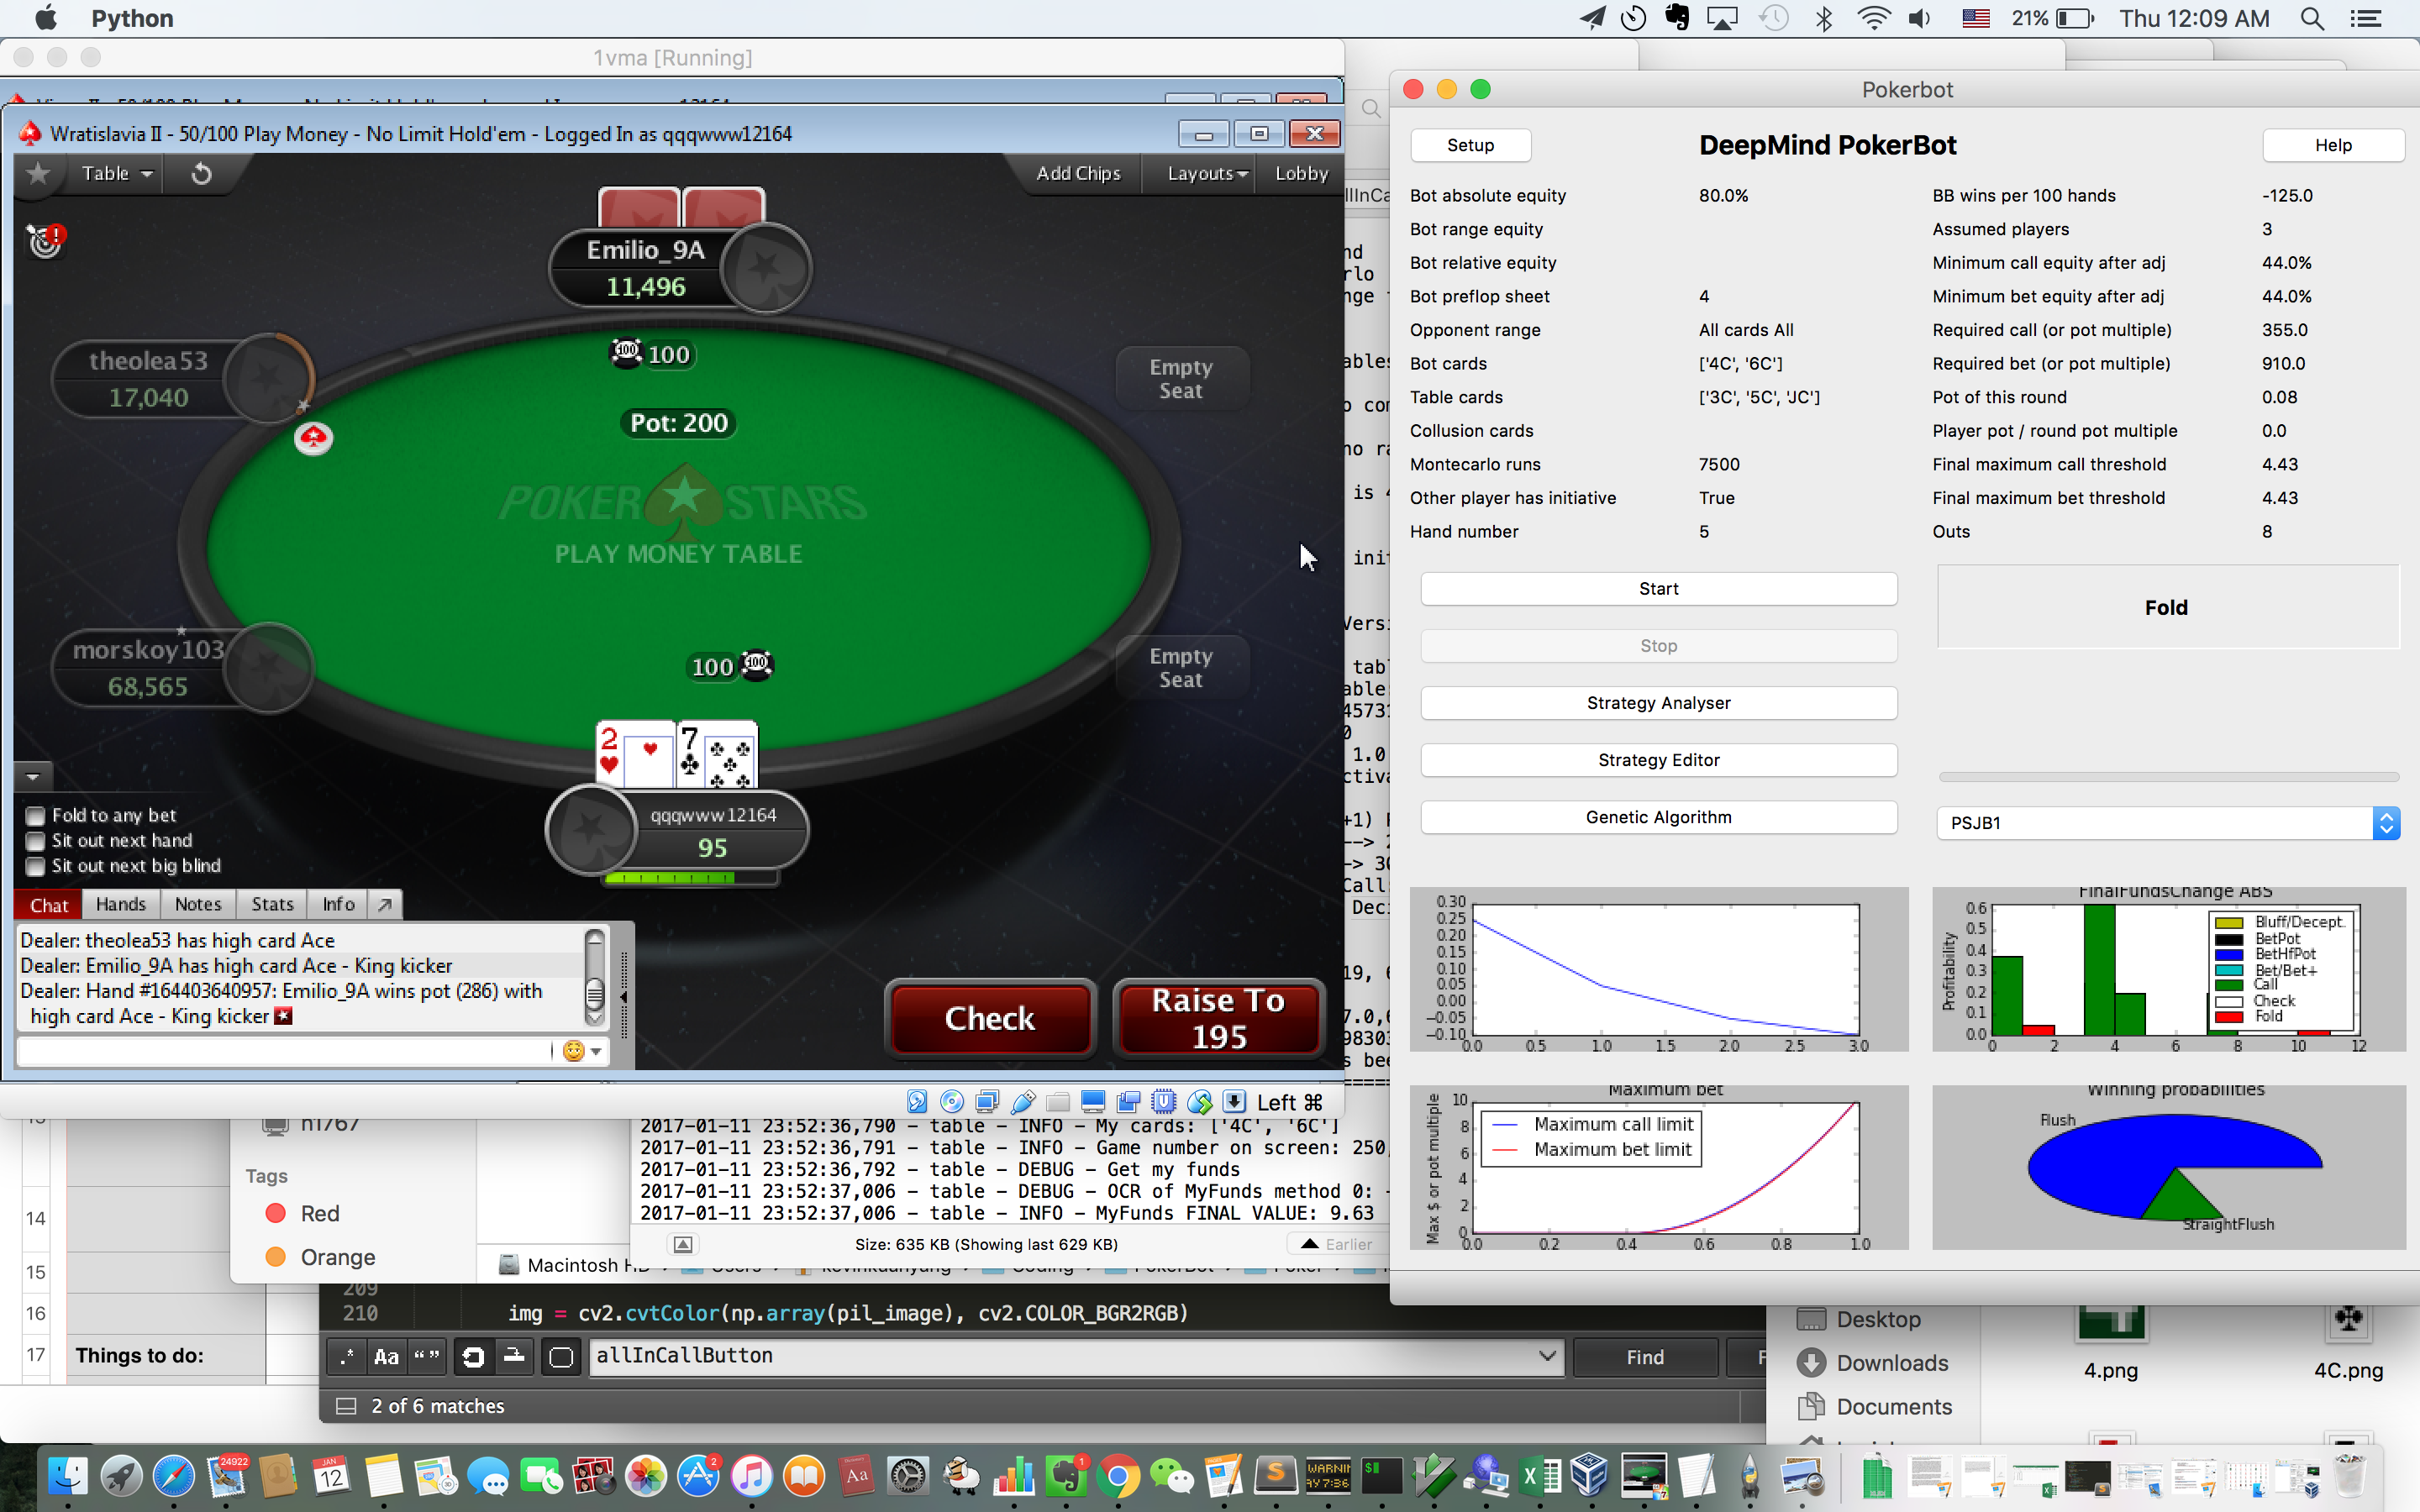 Python
21%
Thu 12:09 AM
1vma [Running]
Wratislavia II - 50/100 Play Money - No Limit Hold'em - Logged In as qqqwww12164
Table
Add Chips
Layouts
Lobby
Emilio_9A
11,496
theolea53
17,040
100
Pot: 200
Empty
Seat
POKER STARS
PLAY MONEY TABLE
morskoy103
68,565
Empty
Seat
100
2
7
qqqwww12164
95
Fold to any bet
Sit out next hand
Sit out next big blind
Chat
Hands
Notes
Stats
Info
Dealer: theolea53 has high card Ace
Dealer: Emilio_9A has high card Ace - King kicker
Dealer: Hand #164403640957: Emilio_9A wins pot (286) with
high card Ace - King kicker
Check
Raise To
195
Left ⌘
Pokerbot
Setup
DeepMind PokerBot
Help
Bot absolute equity 80.0% BB wins per 100 hands -125.0
Bot range equity Assumed players 3
Bot relative equity Minimum call equity after adj 44.0%
Bot preflop sheet 4 Minimum bet equity after adj 44.0%
Opponent range All cards All Required call (or pot multiple) 355.0
Bot cards ['4C', '6C'] Required bet (or pot multiple) 910.0
Table cards ['3C', '5C', 'JC'] Pot of this round 0.08
Collusion cards Player pot / round pot multiple 0.0
Montecarlo runs 7500 Final maximum call threshold 4.43
Other player has initiative True Final maximum bet threshold 4.43
Hand number 5 Outs 8
Start
Fold
Stop
Strategy Analyser
Strategy Editor
Genetic Algorithm
PSJB1
0.30
0.25
0.20
0.15
0.10
0.05
0.00
−0.05
−0.10
0.0 0.5 1.0 1.5 2.0 2.5 3.0
FinalFundsChange ABS
Profitability
0.6
0.5
0.4
0.3
0.2
0.1
0.0
0 2 4 6 8 10 12
Bluff/Decept.
BetPot
BetHfPot
Bet/Bet+
Call
Check
Fold
Maximum bet
Max $ or pot multiple
10
8
6
4
2
0
0.0 0.2 0.4 0.6 0.8 1.0
Maximum call limit
Maximum bet limit
Winning probabilities
Flush
StraightFlush
n1767
Tags
Red
Orange
2017-01-11 23:52:36,790 – table – INFO – My cards: ['4C', '6C']
2017-01-11 23:52:36,791 – table – INFO – Game number on screen: 250,
2017-01-11 23:52:36,792 – table – DEBUG – Get my funds
2017-01-11 23:52:37,006 – table – DEBUG – OCR of MyFunds method 0:
2017-01-11 23:52:37,006 – table – INFO – MyFunds FINAL VALUE: 9.63
Size: 635 KB (Showing last 629 KB)
Earlier
Macintosh
14
15
16
17
Things to do:
209
210 img = cv2.cvtColor(np.array(pil_image), cv2.COLOR_BGR2RGB)
Aa
allInCallButton
Find
2 of 6 matches
Desktop
Downloads
Documents
4.png
4C.png
24922
JAN
12
2
1